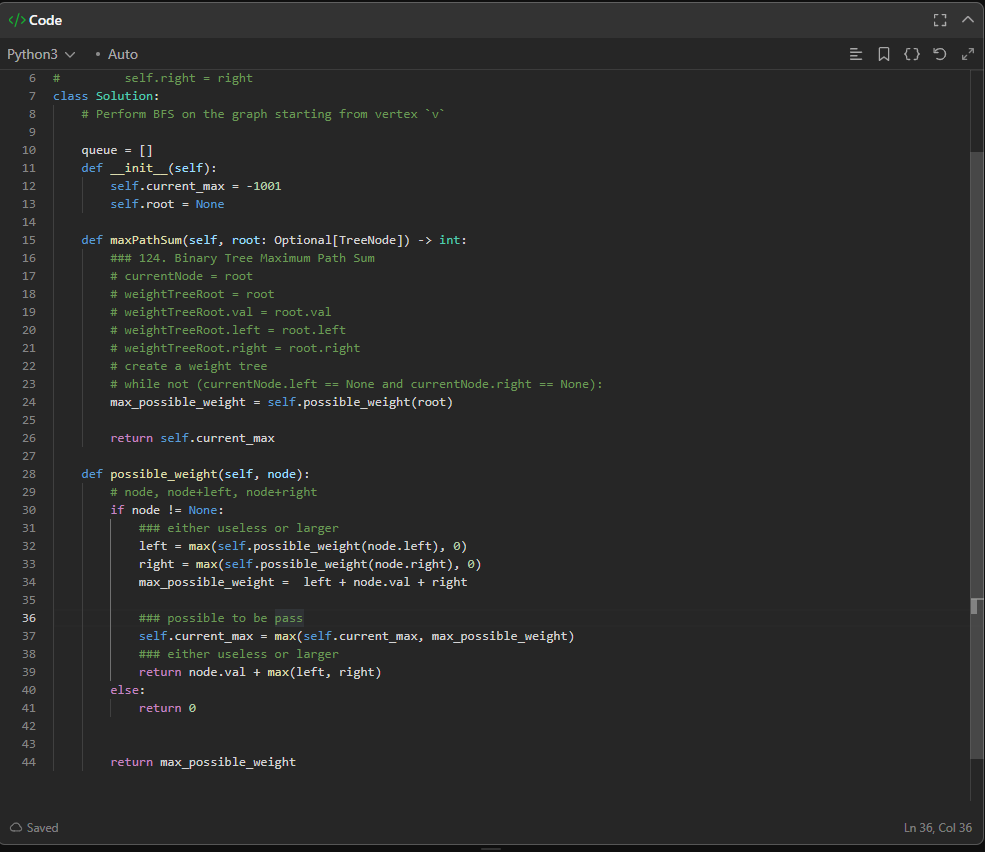 </> Code
Python3 • Auto
6 #         self.right = right
7 class Solution:
8     # Perform BFS on the graph starting from vertex `v`
9
10     queue = []
11     def __init__(self):
12         self.current_max = -1001
13         self.root = None
14
15     def maxPathSum(self, root: Optional[TreeNode]) -> int:
16         ### 124. Binary Tree Maximum Path Sum
17         # currentNode = root
18         # weightTreeRoot = root
19         # weightTreeRoot.val = root.val
20         # weightTreeRoot.left = root.left
21         # weightTreeRoot.right = root.right
22         # create a weight tree
23         # while not (currentNode.left == None and currentNode.right == None):
24         max_possible_weight = self.possible_weight(root)
25
26         return self.current_max
27
28     def possible_weight(self, node):
29         # node, node+left, node+right
30         if node != None:
31             ### either useless or larger
32             left = max(self.possible_weight(node.left), 0)
33             right = max(self.possible_weight(node.right), 0)
34             max_possible_weight =  left + node.val + right
35
36             ### possible to be pass
37             self.current_max = max(self.current_max, max_possible_weight)
38             ### either useless or larger
39             return node.val + max(left, right)
40         else:
41             return 0
42
43
44         return max_possible_weight
Saved
Ln 36, Col 36